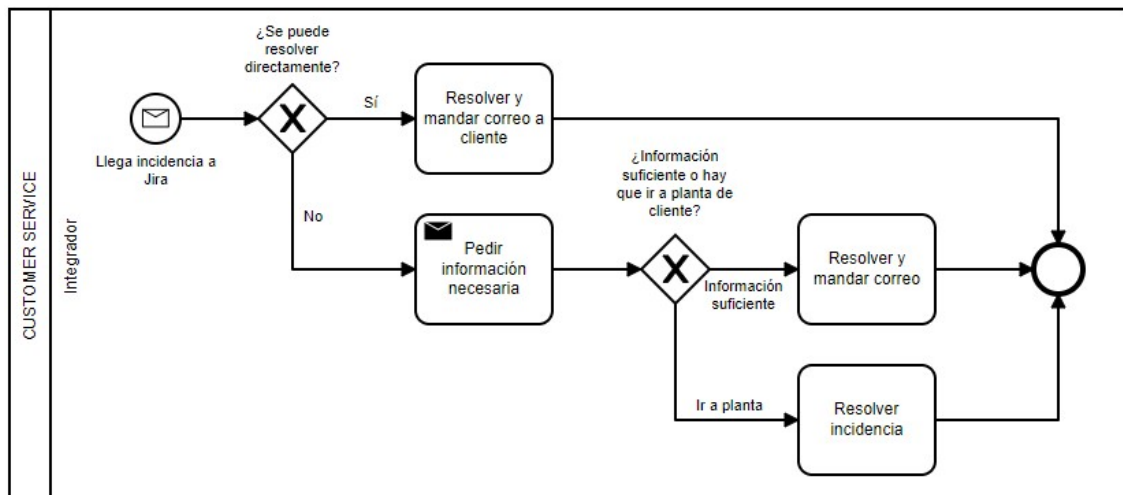 CUSTOMER SERVICE
Integrador
Llega incidencia a
Jira
¿Se puede
resolver
directamente?
Sí
No
Resolver y
mandar correo a
cliente
Pedir
información
necesaria
¿Información
suficiente o hay
que ir a planta de
cliente?
Información
suficiente
Ir a planta
Resolver y
mandar correo
Resolver
incidencia